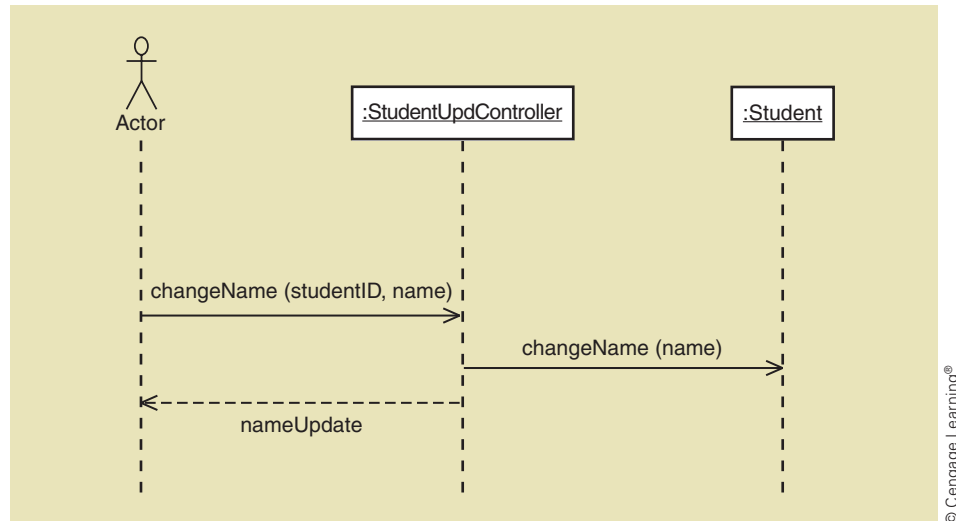 :StudentUpdController
:Student
Actor
changeName (studentID, name)
changeName (name)
nameUpdate
© Cengage Learning®